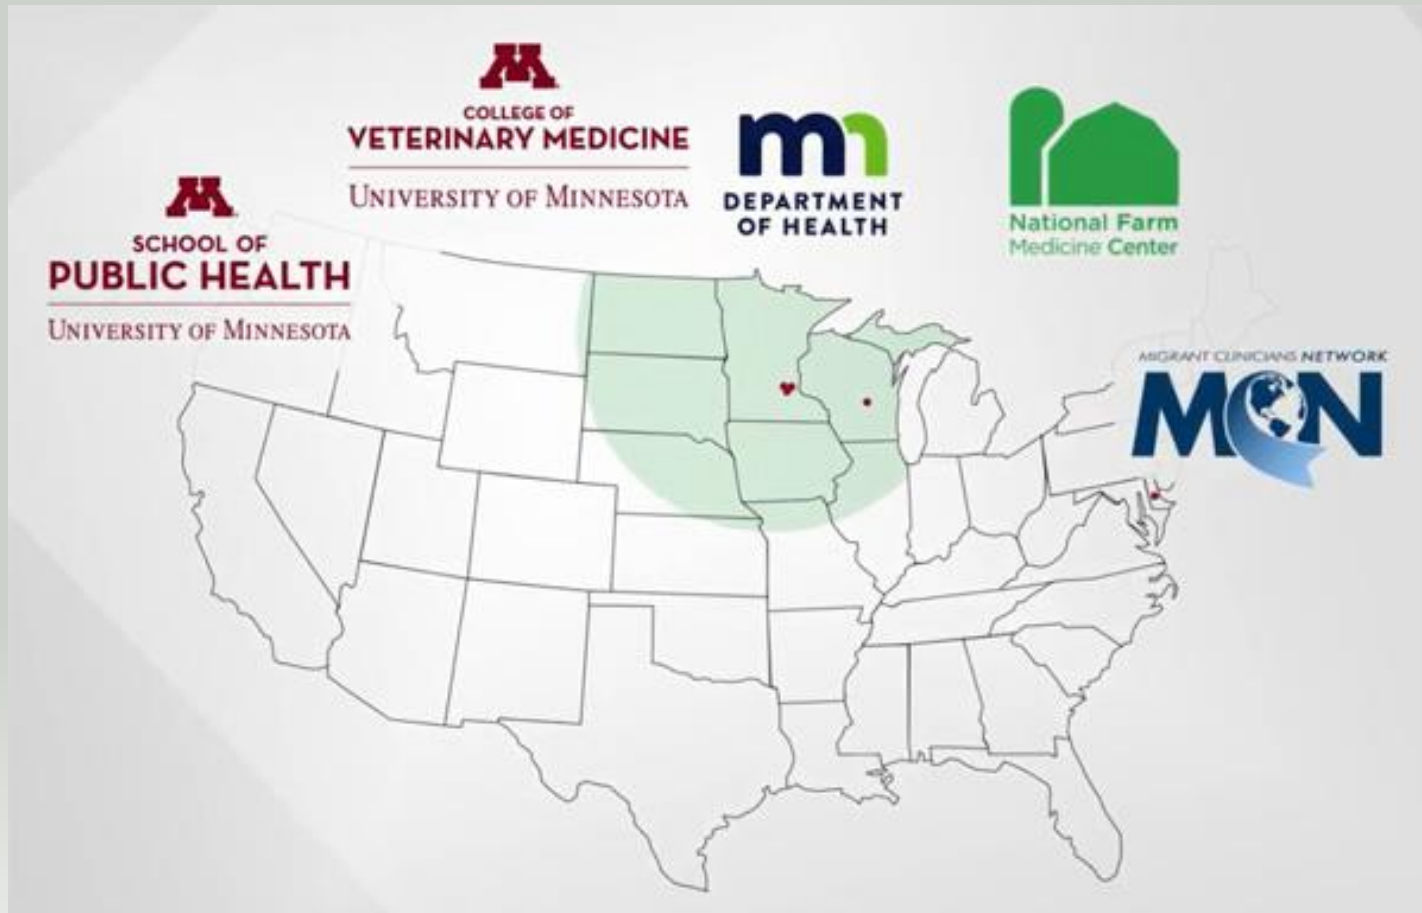 COLLEGE OF
VETERINARY MEDICINE
UNIVERSITY OF MINNESOTA
SCHOOL OF
PUBLIC HEALTH
UNIVERSITY OF MINNESOTA
mn
DEPARTMENT
OF HEALTH
National Farm
Medicine Center
MIGRANT CLINICIANS NETWORK
MCN